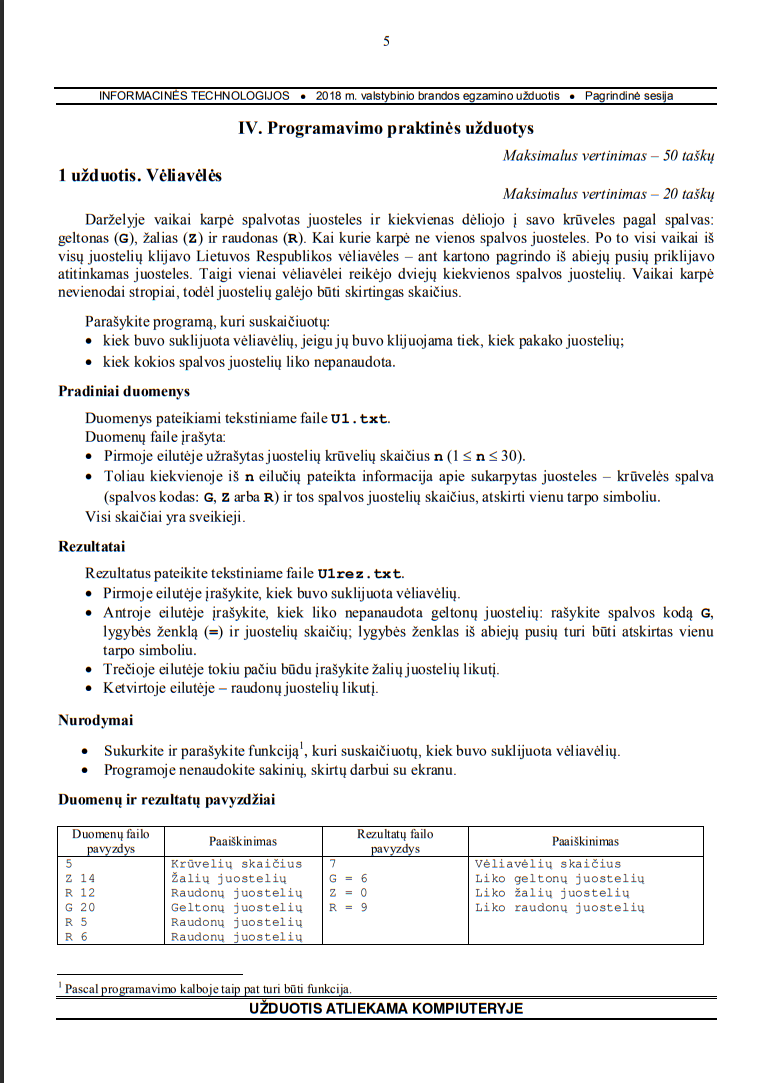 5
INFORMACINĖS TECHNOLOGIJOS ● 2018 m. valstybinio brandos egzamino užduotis ● Pagrindinė sesija
IV. Programavimo praktinės užduotys
Maksimalus vertinimas – 50 taškų
1 užduotis. Vėliavėlės
Maksimalus vertinimas – 20 taškų
Darželyje vaikai karpė spalvotas juosteles ir kiekvienas dėliojo į savo krūveles pagal spalvas:
geltonas (G), žalias (Z) ir raudonas (R). Kai kurie karpė ne vienos spalvos juosteles. Po to visi vaikai iš
visų juostelių klijavo Lietuvos Respublikos vėliavėles – ant kartono pagrindo iš abiejų pusių priklijavo
atitinkamas juosteles. Taigi vienai vėliavėlei reikėjo dviejų kiekvienos spalvos juostelių. Vaikai karpė
nevienodai stropiai, todėl juostelių galėjo būti skirtingas skaičius.
Parašykite programą, kuri suskaičiuotų:
• kiek buvo suklijuota vėliavėlių, jeigu jų buvo klijuojama tiek, kiek pakako juostelių;
• kiek kokios spalvos juostelių liko nepanaudota.
Pradiniai duomenys
Duomenys pateikiami tekstiniame faile U1.txt.
Duomenų faile įrašyta:
• Pirmoje eilutėje užrašytas juostelių krūvelių skaičius n (1 ≤ n ≤ 30).
• Toliau kiekvienoje iš n eilučių pateikta informacija apie sukarpytas juosteles – krūvelės spalva
(spalvos kodas: G, Z arba R) ir tos spalvos juostelių skaičius, atskirti vienu tarpo simboliu.
Visi skaičiai yra sveikieji.
Rezultatai
Rezultatus pateikite tekstiniame faile U1rez.txt.
• Pirmoje eilutėje įrašykite, kiek buvo suklijuota vėliavėlių.
• Antroje eilutėje įrašykite, kiek liko nepanaudota geltonų juostelių: rašykite spalvos kodą G,
lygybės ženklą (=) ir juostelių skaičių; lygybės ženklas iš abiejų pusių turi būti atskirtas vienu
tarpo simboliu.
• Trečioje eilutėje tokiu pačiu būdu įrašykite žalių juostelių likutį.
• Ketvirtoje eilutėje – raudonų juostelių likutį.
Nurodymai
• Sukurkite ir parašykite funkciją1, kuri suskaičiuotų, kiek buvo suklijuota vėliavėlių.
• Programoje nenaudokite sakinių, skirtų darbui su ekranu.
Duomenų ir rezultatų pavyzdžiai
Duomenų failo pavyzdys Paaiškinimas Rezultatų failo pavyzdys Paaiškinimas
5 Krūvelių skaičius 7 Vėliavėlių skaičius
Z 14 Žalių juostelių G = 6 Liko geltonų juostelių
R 12 Raudonų juostelių Z = 0 Liko žalių juostelių
G 20 Geltonų juostelių R = 9 Liko raudonų juostelių
R 5 Raudonų juostelių
R 6 Raudonų juostelių
1 Pascal programavimo kalboje taip pat turi būti funkcija.
UŽDUOTIS ATLIEKAMA KOMPIUTERYJE